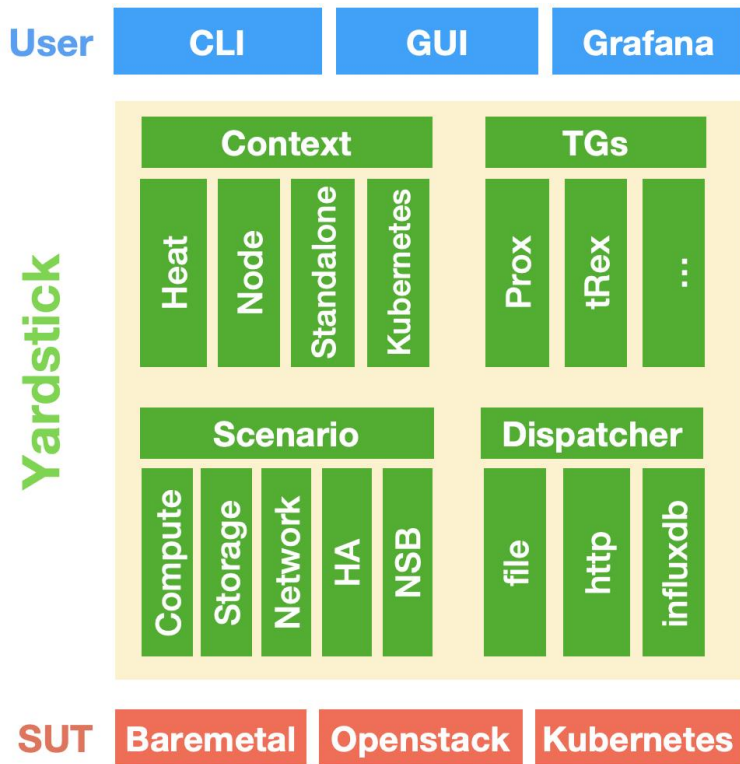 User CLI GUI Grafana
Yardstick
Context TGs
Heat Node Standalone Kubernetes Prox tRex ...
Scenario Dispatcher
Compute Storage Network HA NSB file http influxdb
SUT Baremetal Openstack Kubernetes